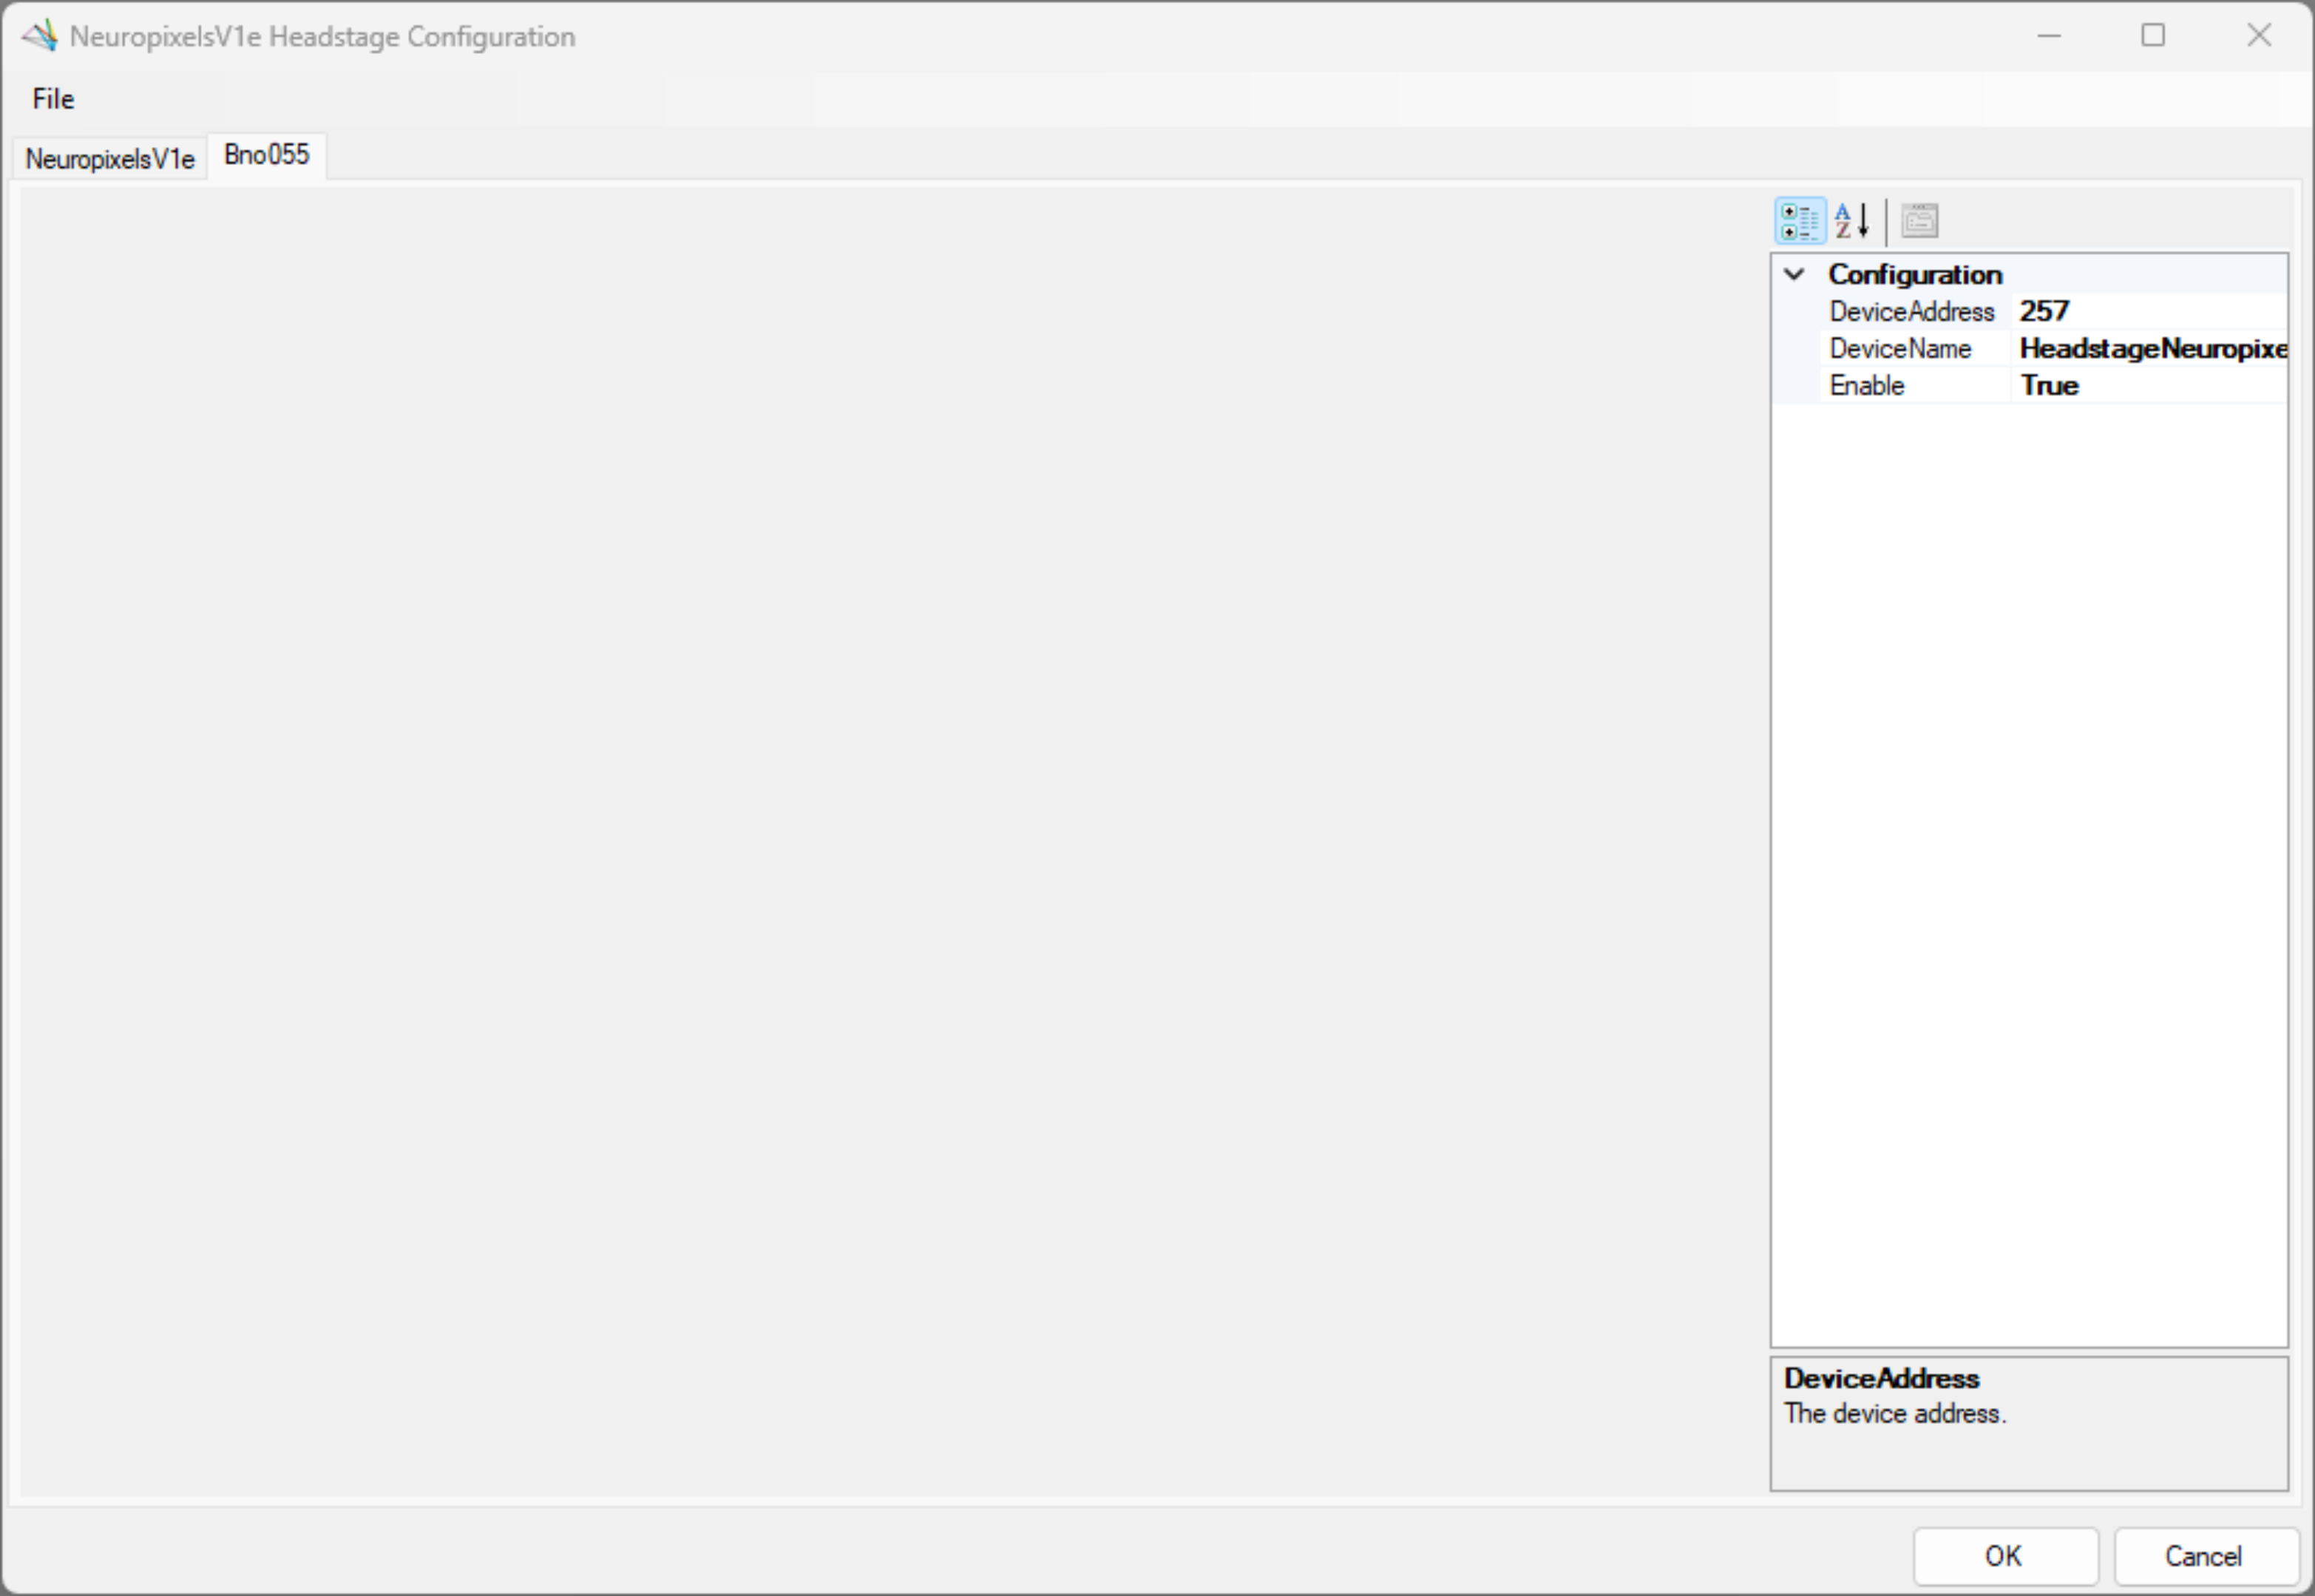 NeuropixelsV1e Headstage Configuration
File
NeuropixelsV1e Bno055
Configuration
DeviceAddress 257
DeviceName HeadstageNeuropixe
Enable True
DeviceAddress
The device address.
OK Cancel